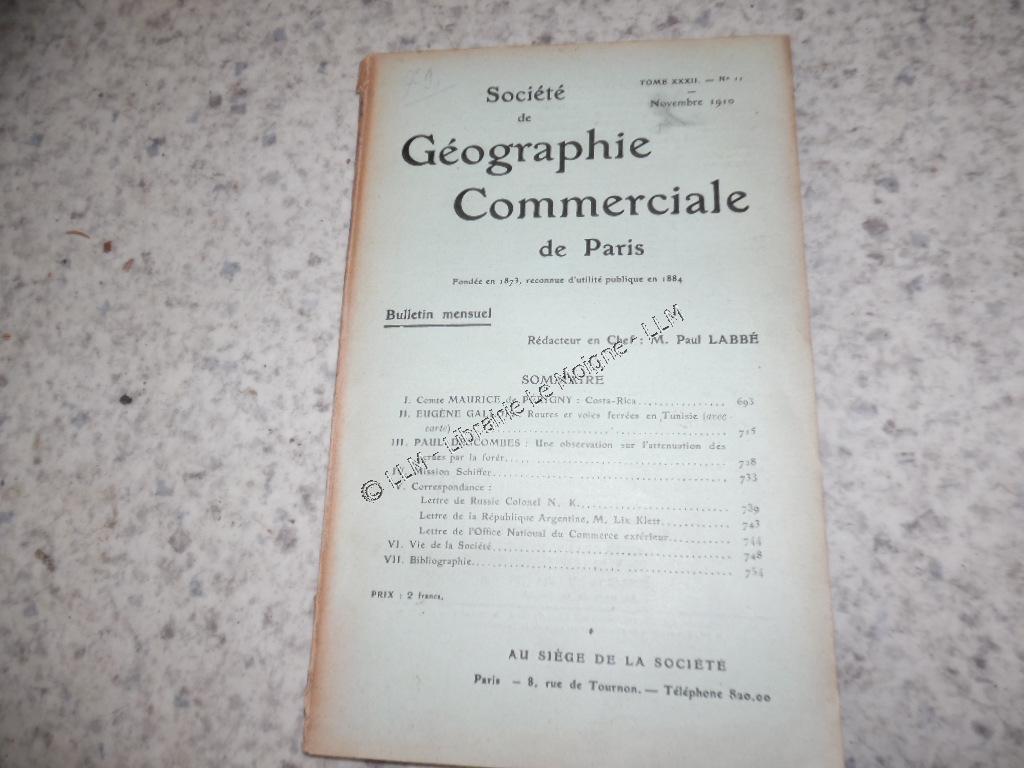 Société
de
Géographie
Commerciale
de Paris
TOME XXXII. — No 11
Novembre 1910
Fondée en 1873, reconnue d'utilité publique en 1884
Bulletin mensuel
Rédacteur en Chef : M. Paul LABBÉ
SOMMAIRE
I. Comte MAURICE de PÉRIGNY : Costa-Rica 693
II. EUGÈNE Routes et voies ferrées en Tunisie (avec
carte) 715
III. PAUL DESCOMBES : Une observation sur l'atténuation des
crues par la forêt 728
IV. Mission Schiffer 733
V. Correspondance :
Lettre de Russie Colonel N. K. 739
Lettre de la République Argentine, M. Lix Klett 743
Lettre de l'Office National du Commerce extérieur 744
VI. Vie de la Société 748
VII. Bibliographie 754
PRIX : 2 francs.
AU SIÈGE DE LA SOCIÉTÉ
Paris — 8, rue de Tournon. — Téléphone 820.00
© LLM - Librairie Le Moigne - LLM